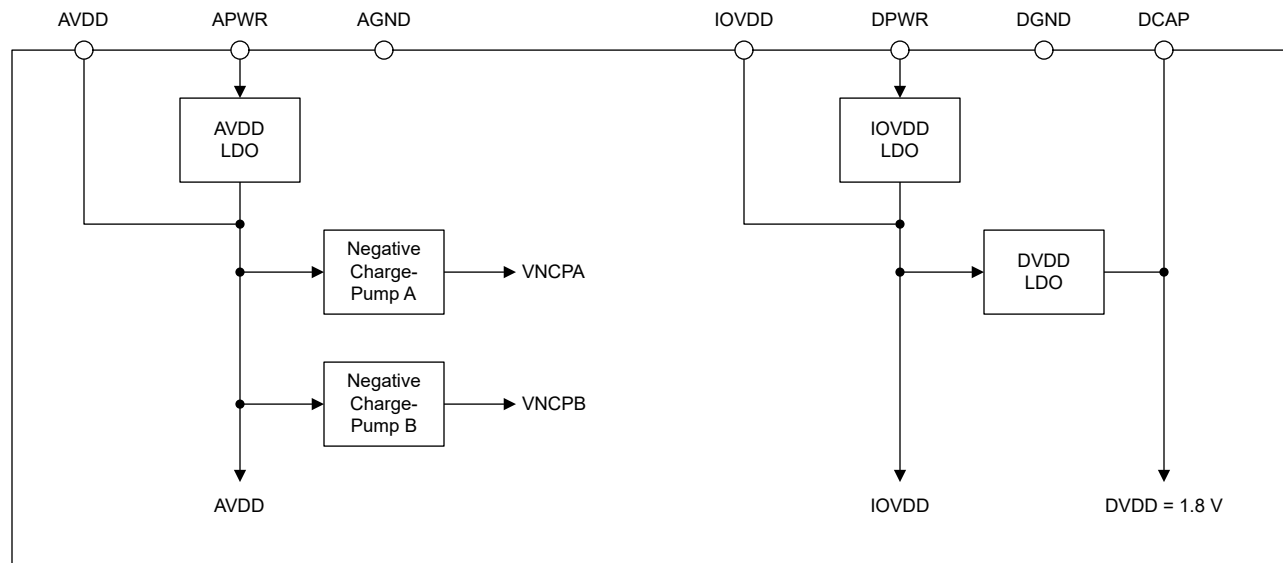 AVDD
APWR
AGND
IOVDD
DPWR
DGND
DCAP
AVDD
LDO
IOVDD
LDO
Negative
Charge-
Pump A
VNCPA
DVDD
LDO
Negative
Charge-
Pump B
VNCPB
AVDD
IOVDD
DVDD = 1.8 V